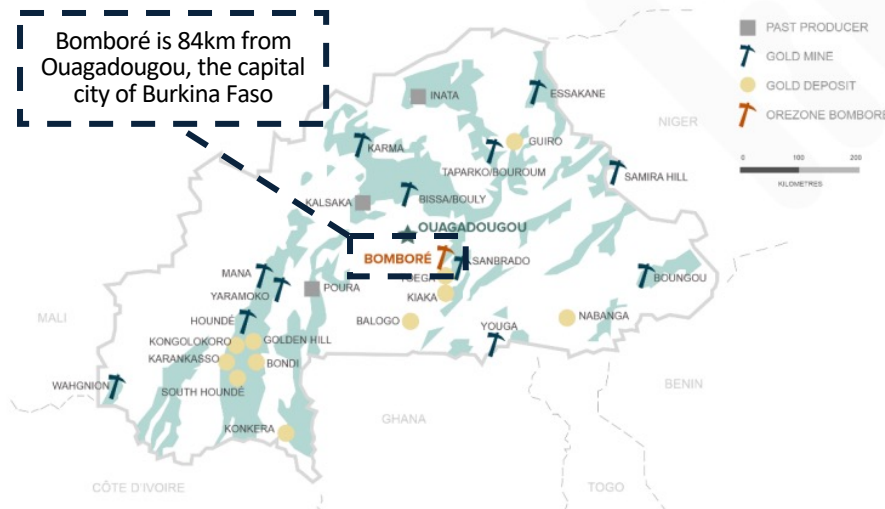 Bomboré is 84km from
Ouagadougou, the capital
city of Burkina Faso
PAST PRODUCER
GOLD MINE
GOLD DEPOSIT
OREZONE BOMBORÉ
0 100 200
KILOMETRES
INATA
ESSAKANE
NIGER
KARMA
GUIRO
TAPARKO/BOUROUM
SAMIRA HILL
BISSA/BOULY
KALSAKA
OUAGADOUGOU
BOMBORÉ
SANBRADO
MANA
BOUNGOU
YARAMOKO
POURA
KIAKA
MALI
HOUNDÉ
BALOGO
NABANGA
YOUGA
KONGOLOKORO
GOLDEN HILL
KARANKASSO
BONDI
WAHGNION
SOUTH HOUNDÉ
BENIN
GHANA
KONKERA
CÔTE D'IVOIRE
TOGO